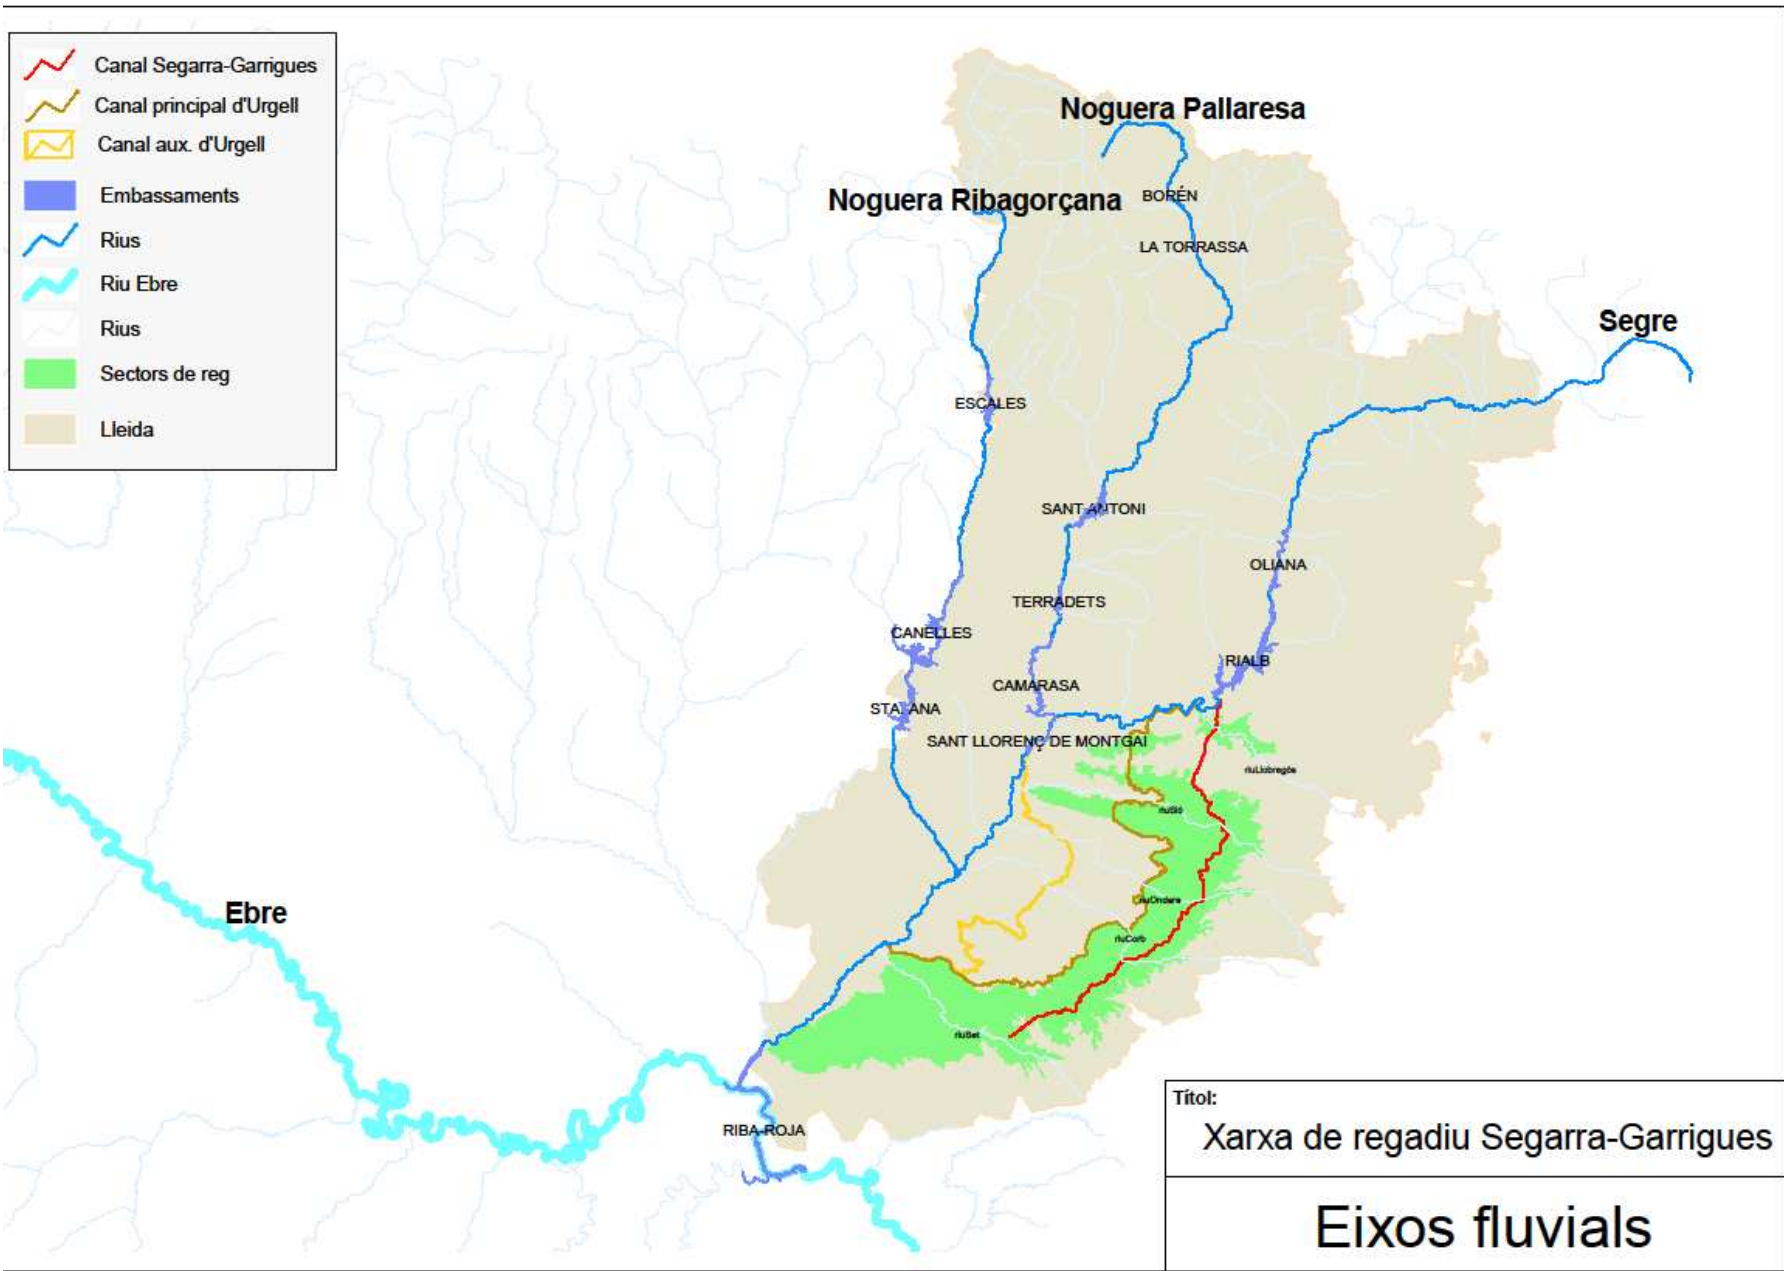 Canal Segarra-Garrigues
Canal principal d'Urgell
Canal aux. d'Urgell
Embassaments
Rius
Riu Ebre
Rius
Sectors de reg
Lleida
Noguera Pallaresa
Noguera Ribagorçana
BORÉN
LA TORRASSA
Segre
ESCALES
SANT ANTONI
OLIANA
TERRADETS
CANELLES
RIALB
CAMARASA
STA. ANA
SANT LLORENÇ DE MONTGAI
riuLlobregós
riuSió
riuOndara
Ebre
riuCorb
riuSet
RIBA-ROJA
Títol:
Xarxa de regadiu Segarra-Garrigues
Eixos fluvials